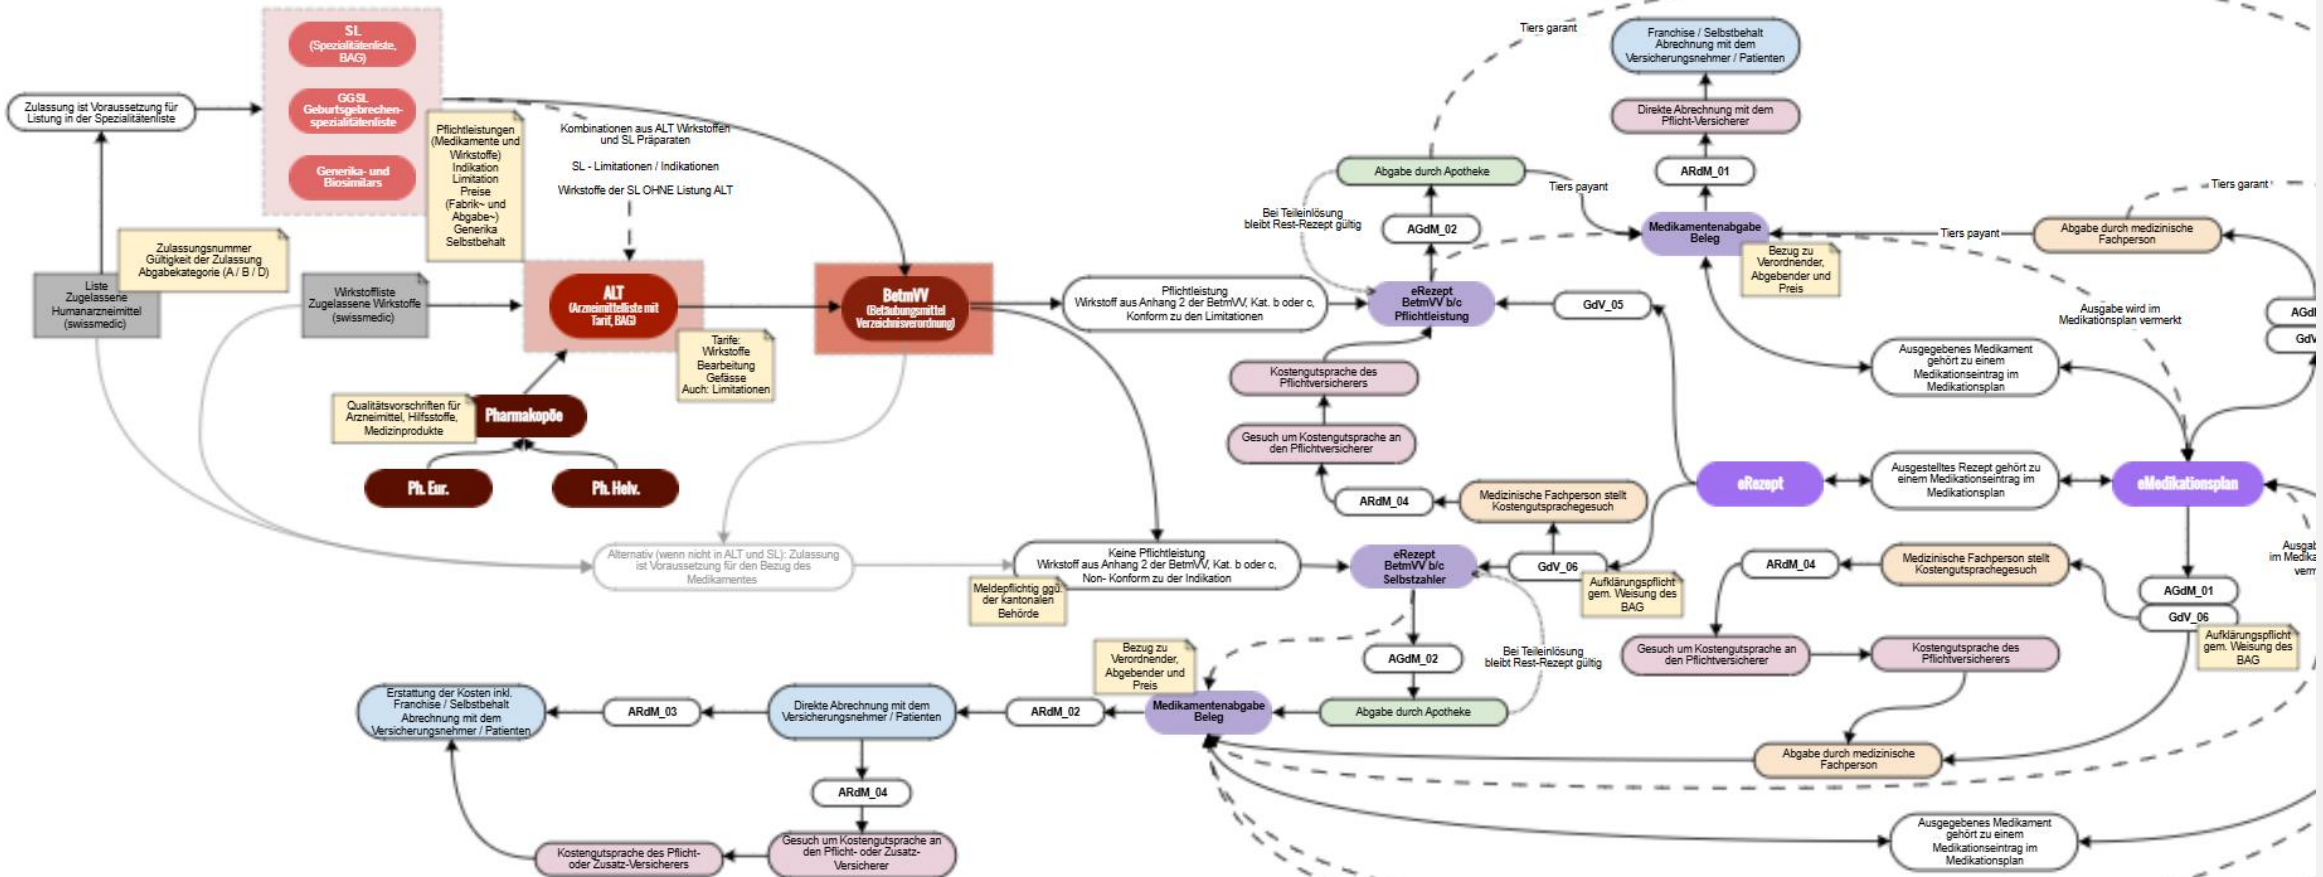 SL
(Spezialitätenliste,
BAG)
GGSL
Geburtsgebrechen-
spezialitätenliste
Generika- und
Biosimilars
Zulassung ist Voraussetzung für
Listung in der Spezialitätenliste
Pflichtleistungen
(Medikamente und
Wirkstoffe)
Indikation
Limitation
Preise
(Fabrik~ und
Abgabe~)
Generika
Selbstbehalt
Kombinationen aus ALT Wirkstoffen
und SL Präparaten
SL - Limitationen / Indikationen
Wirkstoffe der SL OHNE Listung ALT
Zulassungsnummer
Gültigkeit der Zulassung
Abgabekategorie (A / B / D)
Liste
Zugelassene
Humanarzneimittel
(swissmedic)
Wirkstoffliste
Zugelassene Wirkstoffe
(swissmedic)
ALT
(Arzneimittelliste mit
Tarif, BAG)
BetmVV
(Betäubungsmittel
Verzeichnisverordnung)
Tarife:
Wirkstoffe
Bearbeitung
Gefässe
Auch: Limitationen
Qualitätsvorschriften für
Arzneimittel, Hilfsstoffe,
Medizinprodukte
Pharmakopöe
Ph. Eur.
Ph. Helv.
Alternativ (wenn nicht in ALT und SL): Zulassung
ist Voraussetzung für den Bezug des
Medikamentes
Pflichtleistung
Wirkstoff aus Anhang 2 der BetmVV, Kat. b oder c,
Konform zu den Limitationen
Keine Pflichtleistung
Wirkstoff aus Anhang 2 der BetmVV, Kat. b oder c,
Non- Konform zu der Indikation
Meldepflichtig ggü.
der kantonalen
Behörde
Tiers garant
Franchise / Selbstbehalt
Abrechnung mit dem
Versicherungsnehmer / Patienten
Direkte Abrechnung mit dem
Pflicht-Versicherer
ARdM_01
Abgabe durch Apotheke
Tiers payant
Bei Teileinlösung
bleibt Rest-Rezept gültig
AGdM_02
Medikamentenabgabe
Beleg
Bezug zu
Verordnender,
Abgebender und
Preis
Tiers payant
Tiers garant
Abgabe durch medizinische
Fachperson
eRezept
BetmVV b/c
Pflichtleistung
GdV_05
Ausgabe wird im
Medikationsplan vermerkt
Ausgegebenes Medikament
gehört zu einem
Medikationseintrag im
Medikationsplan
AGdI
GdV
Kostengutsprache des
Pflichtversicherers
Gesuch um Kostengutsprache an
den Pflichtversicherer
ARdM_04
Medizinische Fachperson stellt
Kostengutsprachegesuch
eRezept
Ausgestelltes Rezept gehört zu
einem Medikationseintrag im
Medikationsplan
eMedikationsplan
eRezept
BetmVV b/c
Selbstzahler
GdV_06
Aufklärungspflicht
gem. Weisung des
BAG
ARdM_04
Medizinische Fachperson stellt
Kostengutsprachegesuch
Ausgab
im Medika
verm
AGdM_01
GdV_06
Aufklärungspflicht
gem. Weisung des
BAG
Gesuch um Kostengutsprache an
den Pflichtversicherer
Kostengutsprache des
Pflichtversicherers
AGdM_02
Bei Teileinlösung
bleibt Rest-Rezept gültig
Bezug zu
Verordnender,
Abgebender und
Preis
Erstattung der Kosten inkl.
Franchise / Selbstbehalt
Abrechnung mit dem
Versicherungsnehmer / Patienten
ARdM_03
Direkte Abrechnung mit dem
Versicherungsnehmer / Patienten
ARdM_02
Medikamentenabgabe
Beleg
Abgabe durch Apotheke
Abgabe durch medizinische
Fachperson
ARdM_04
Kostengutsprache des Pflicht-
oder Zusatz-Versicherers
Gesuch um Kostengutsprache an
den Pflicht- oder Zusatz-
Versicherer
Ausgegebenes Medikament
gehört zu einem
Medikationseintrag im
Medikationsplan